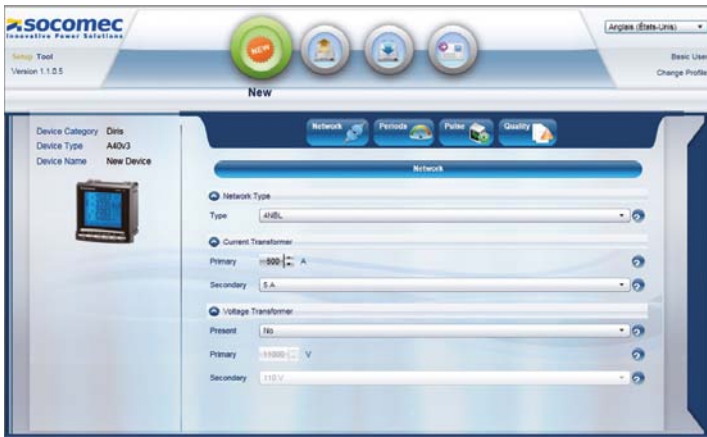 socomec
Innovative Power Solutions
Anglais (États-Unis)
Setup Tool
Version 1.1.0.5
Basic User
Change Profile
NEW
New
Device Category Diris
Device Type A40v3
Device Name New Device
Network
Periods
Pulse
Quality
Network
Network Type
Type 4NBL
Current Transformer
Primary 500 A
Secondary 5 A
Voltage Transformer
Present No
Primary 11000 V
Secondary 110 V